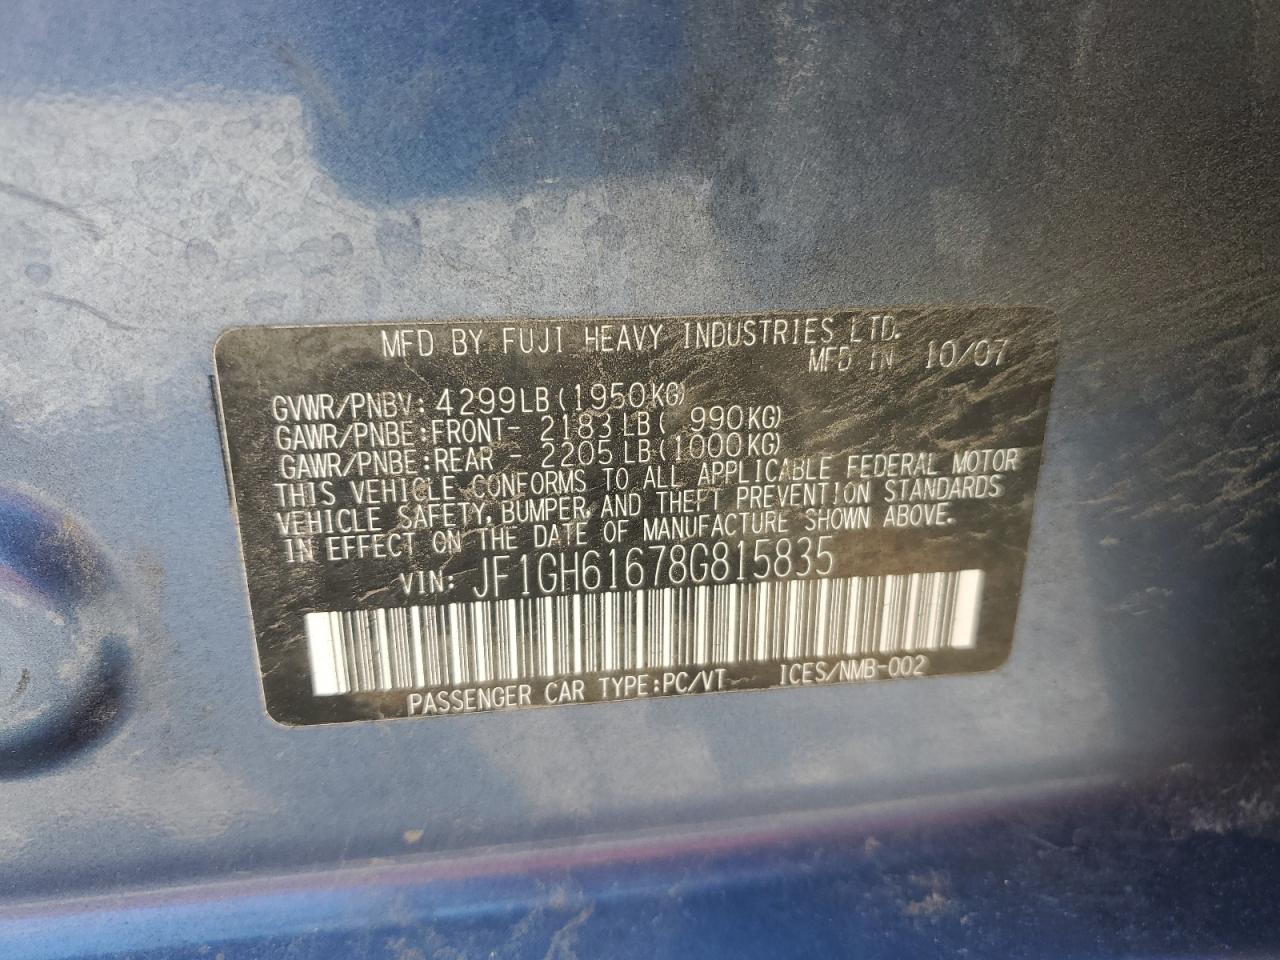 MFD BY FUJI HEAVY INDUSTRIES LTD.
MFD IN 10/07
GVWR/PNBV: 4299LB(1950KG)
GAWR/PNBE:FRONT- 2183LB( 990KG)
GAWR/PNBE:REAR - 2205LB(1000KG)
THIS VEHICLE CONFORMS TO ALL APPLICABLE FEDERAL MOTOR
VEHICLE SAFETY, BUMPER, AND THEFT PREVENTION STANDARDS
IN EFFECT ON THE DATE OF MANUFACTURE SHOWN ABOVE.
VIN: JF1GH61678G815835
PASSENGER CAR TYPE:PC/VT ICES/NMB-002